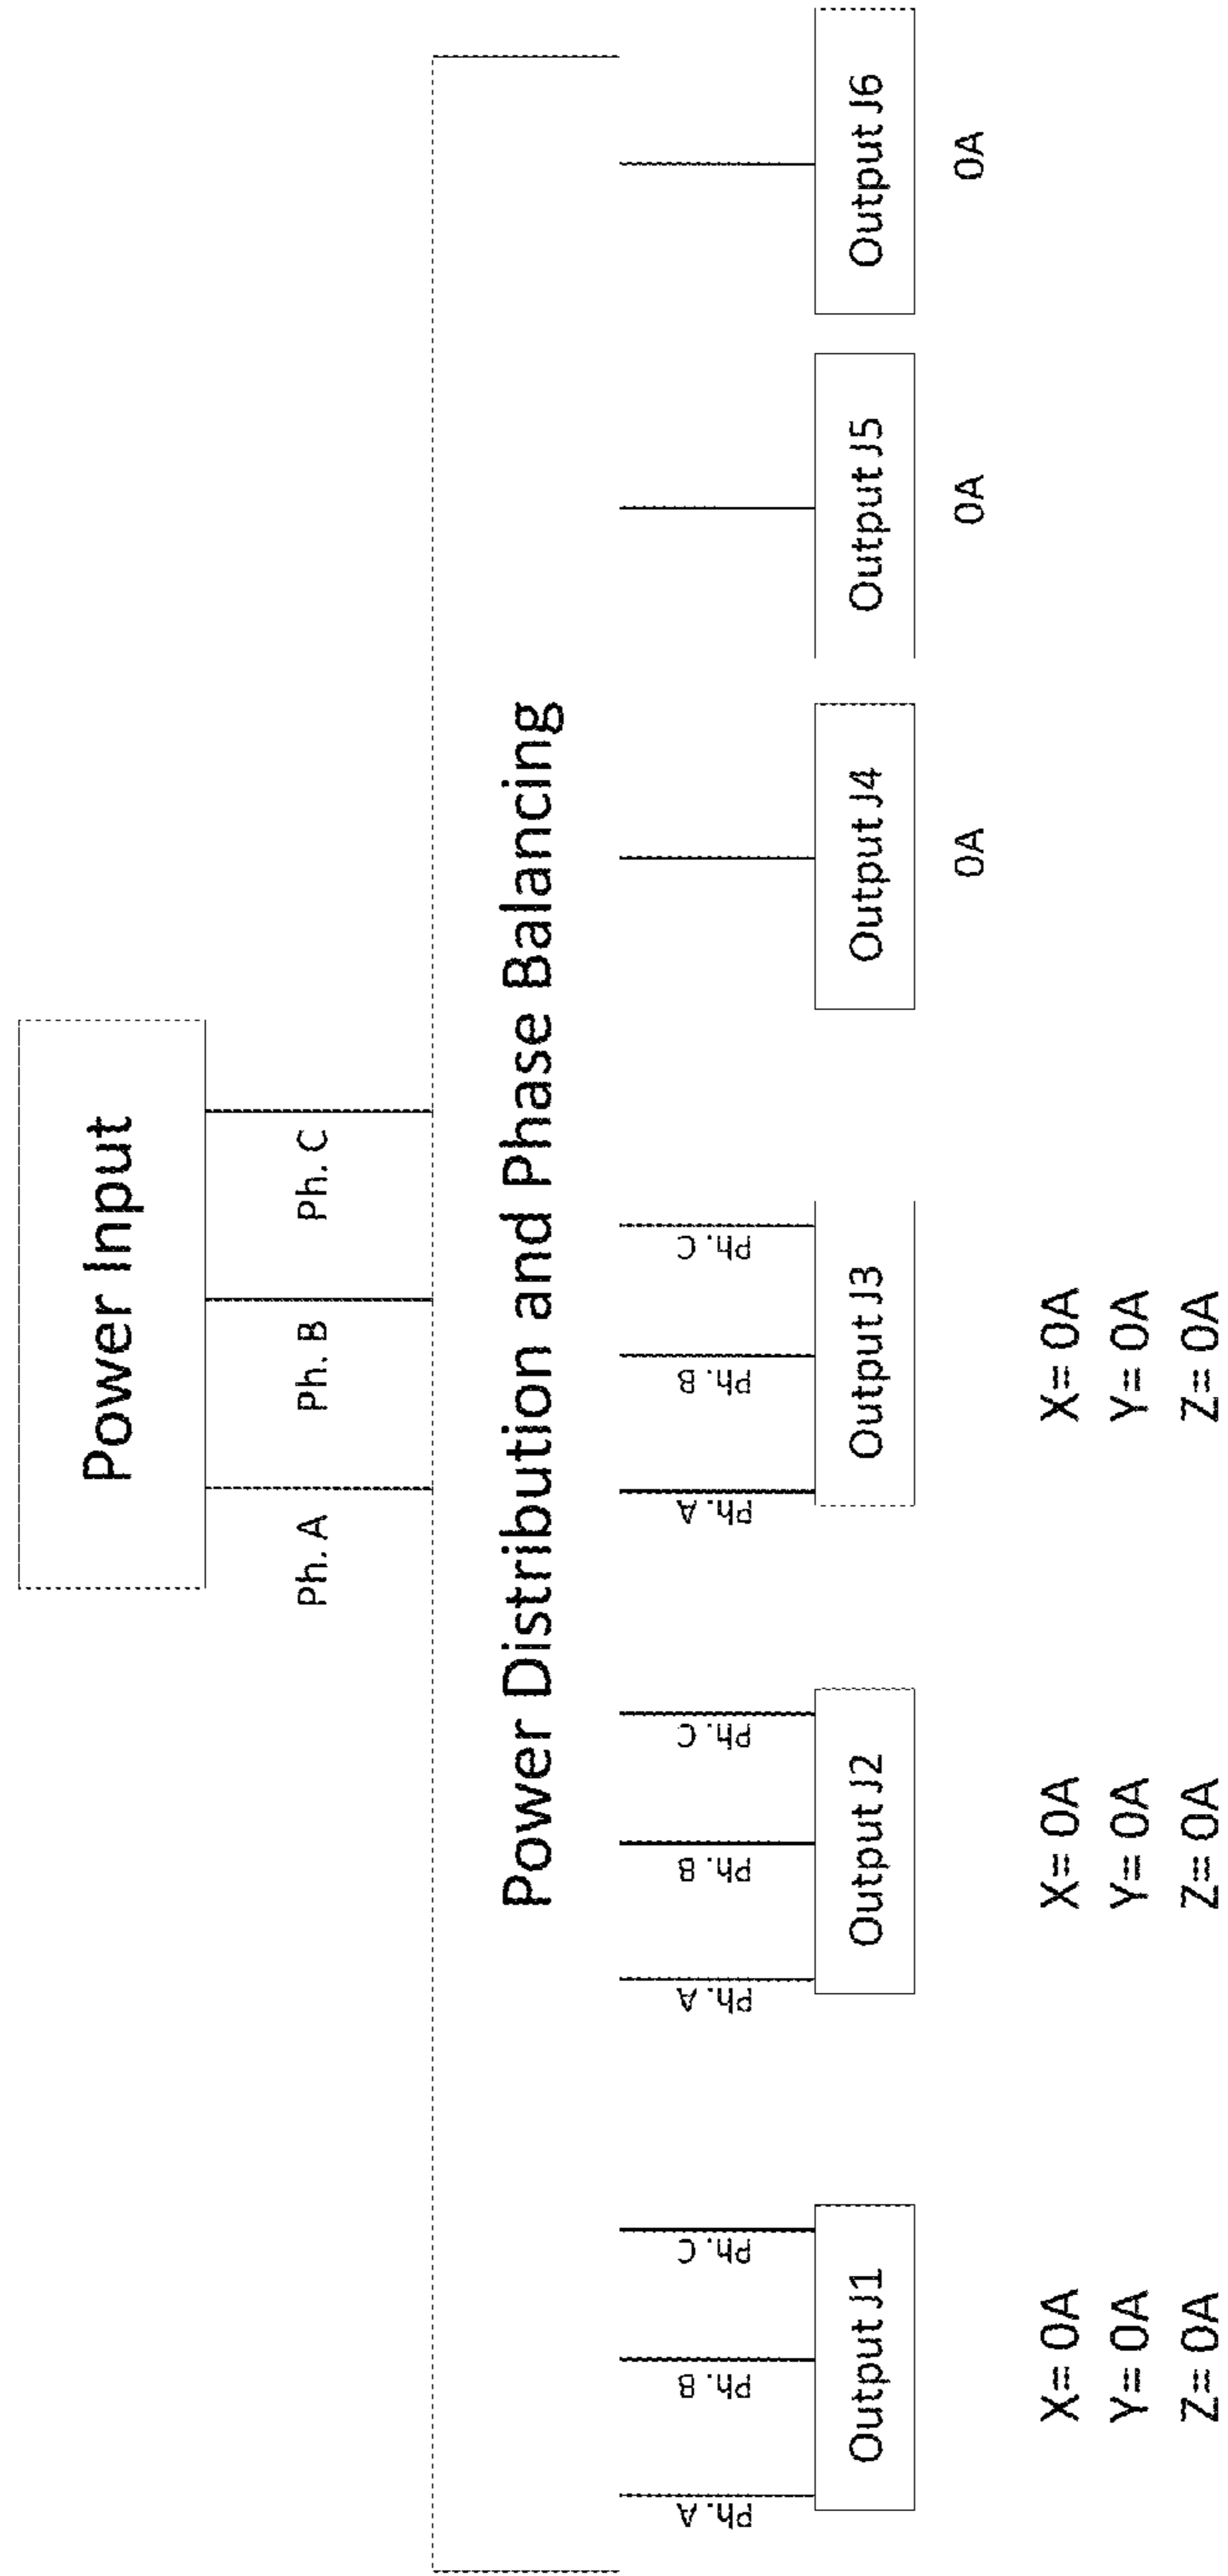 Power Input
Ph. A
Ph. B
Ph. C
Power Distribution and Phase Balancing
Ph. A
Ph. B
Ph. C
Ph. A
Ph. B
Ph. C
Ph. A
Ph. B
Ph. C
Output J1
Output J2
Output J3
Output J4
Output J5
Output J6
0A
0A
0A
X= 0A
Y= 0A
Z= 0A
X= 0A
Y= 0A
Z= 0A
X= 0A
Y= 0A
Z= 0A